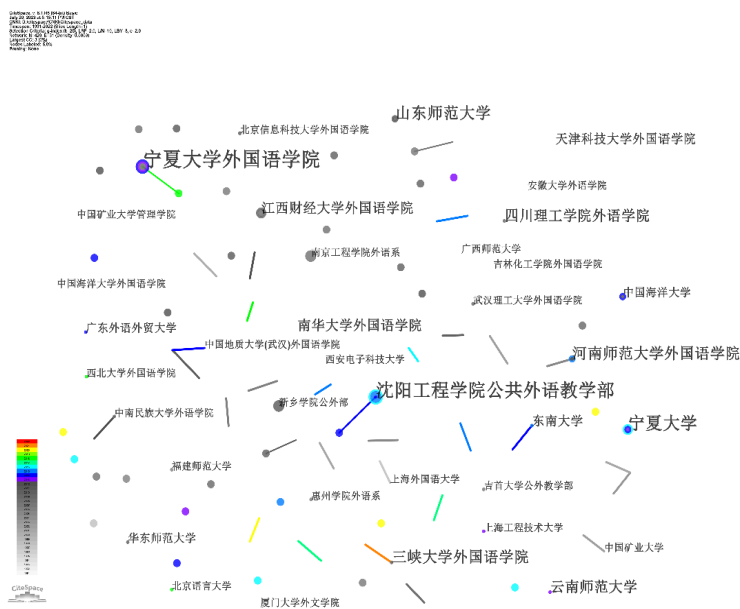 山东师范大学
北京信息科技大学外国语学院
天津科技大学外国语学院
宁夏大学外国语学院
安徽大学外语学院
江西财经大学外国语学院
中国矿业大学管理学院
四川理工学院外语学院
南京工程学院外语系
广西师范大学
吉林化工学院外国语学院
中国海洋大学外国语学院
中国海洋大学
武汉理工大学外国语学院
广东外语外贸大学
南华大学外国语学院
中国地质大学(武汉)外国语学院
西安电子科技大学
河南师范大学外国语学院
西北大学外国语学院
沈阳工程学院公共外语教学部
新乡学院公外部
中南民族大学外语学院
东南大学
宁夏大学
福建师范大学
上海外国语大学
吉首大学公外教学部
惠州学院外语系
上海工程技术大学
华东师范大学
中国矿业大学
三峡大学外国语学院
北京语言大学
云南师范大学
厦门大学外文学院
CiteSpace